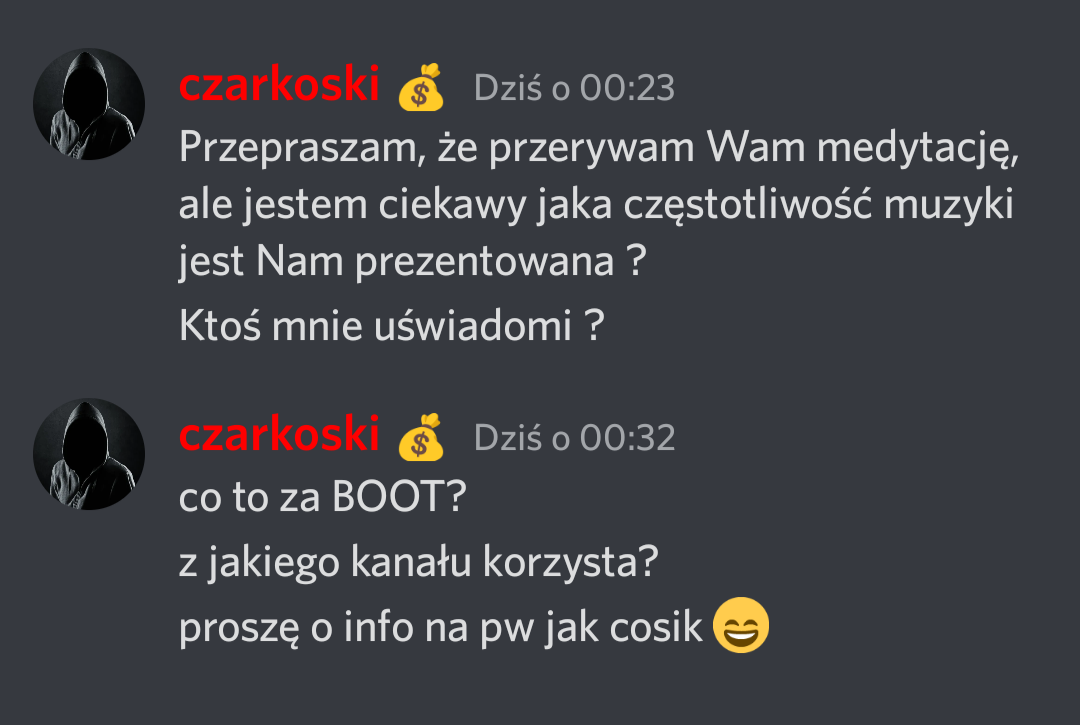 czarkoski 💰 Dziś o 00:23
Przepraszam, że przerywam Wam medytację,
ale jestem ciekawy jaka częstotliwość muzyki
jest Nam prezentowana ?
Ktoś mnie uświadomi ?
czarkoski 💰 Dziś o 00:32
co to za BOOT?
z jakiego kanału korzysta?
proszę o info na pw jak cosik 😄